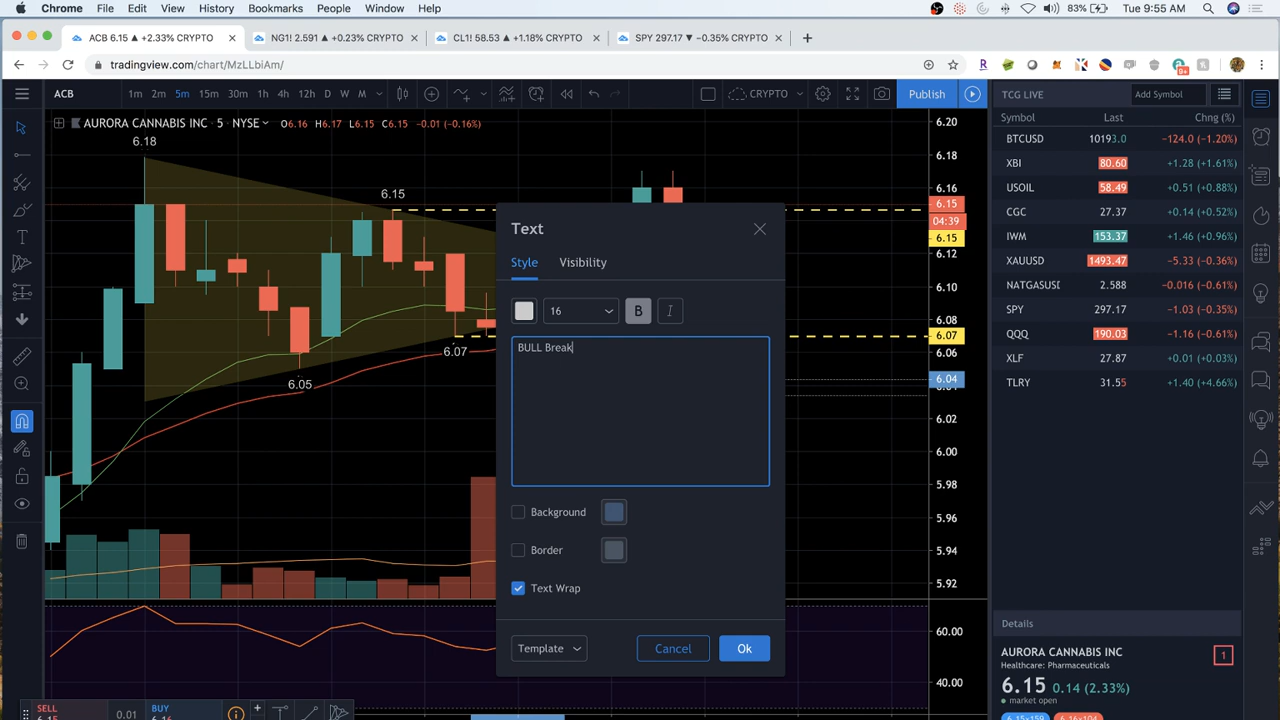 Chrome File Edit View History Bookmarks People Window Help 83% Tue 9:55 AM
ACB 6.15 ▲ +2.33% CRYPTO NG1! 2.591 ▲ +0.23% CRYPTO CL1! 58.53 ▲ +1.18% CRYPTO SPY 297.17 ▼ −0.35% CRYPTO
tradingview.com/chart/MzLLbiAm/
ACB 1m 2m 5m 15m 30m 1h 4h 12h D W M CRYPTO Publish TCG LIVE Add Symbol
AURORA CANNABIS INC • 5 • NYSE O6.16 H6.17 L6.15 C6.15 -0.01 (-0.16%)
Symbol Last Chng (%)
BTCUSD 10193.0 −124.0 (−1.20%)
XBI 80.60 +1.28 (+1.61%)
USOIL 58.49 +0.51 (+0.88%)
CGC 27.37 +0.14 (+0.52%)
IWM 153.37 +1.46 (+0.96%)
XAUUSD 1493.47 −5.33 (−0.36%)
NATGASUSD 2.588 −0.016 (−0.61%)
SPY 297.17 −1.03 (−0.35%)
QQQ 190.03 −1.16 (−0.61%)
XLF 27.87 +0.01 (+0.03%)
TLRY 31.55 +1.40 (+4.66%)
6.18
6.15
6.05
6.07
6.20
6.18
6.16
6.15
04:39
6.15
6.12
6.10
6.08
6.07
6.06
6.04
6.02
6.00
5.98
5.96
5.94
5.92
60.00
40.00
Text
Style Visibility
16 B I
BULL Break
Background
Border
Text Wrap
Template Cancel Ok
Details
AURORA CANNABIS INC 1
Healthcare: Pharmaceuticals
6.15 0.14 (2.33%)
market open
6.15×159 6.16×104
SELL
6.15
0.01
BUY
6.16